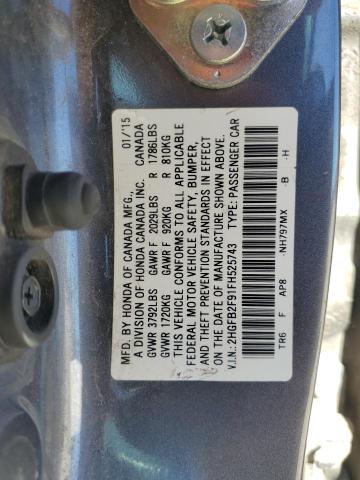 MFD. BY HONDA OF CANADA MFG., 01/'15
A DIVISION OF HONDA CANADA INC. CANADA
GVWR 3792LBS GAWR F 2029LBS R 1786LBS
GVWR 1720KG GAWR F 920KG R 810KG
THIS VEHICLE CONFORMS TO ALL APPLICABLE
FEDERAL MOTOR VEHICLE SAFETY, BUMPER,
AND THEFT PREVENTION STANDARDS IN EFFECT
ON THE DATE OF MANUFACTURE SHOWN ABOVE.
V.I.N.: 2HGFB2F91FH525743 TYPE: PASSENGER CAR
TR6 F AP8 ·NH797MX ·B ·H